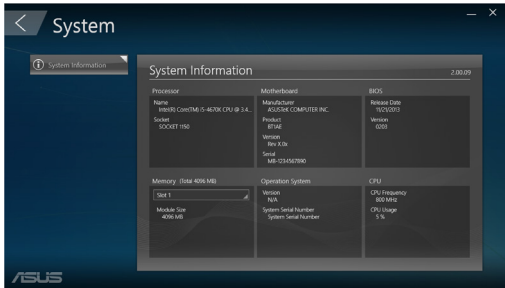 System
System Information
System Information
2.00.09
Processor
Name
Intel(R) Core(TM) i5-4670K CPU @ 3.4...
Socket
SOCKET 1150
Motherboard
Manufacturer
ASUSTeK COMPUTER INC.
Product
BT1AE
Version
Rev X.0x
Serial
MB-1234567890
BIOS
Release Date
11/21/2013
Version
0203
Memory (Total 4096 MB)
Slot 1
Module Size
4096 MB
Operation System
Version
N/A
System Serial Number
System Serial Number
CPU
CPU Frequency
800 MHz
CPU Usage
5 %
ASUS